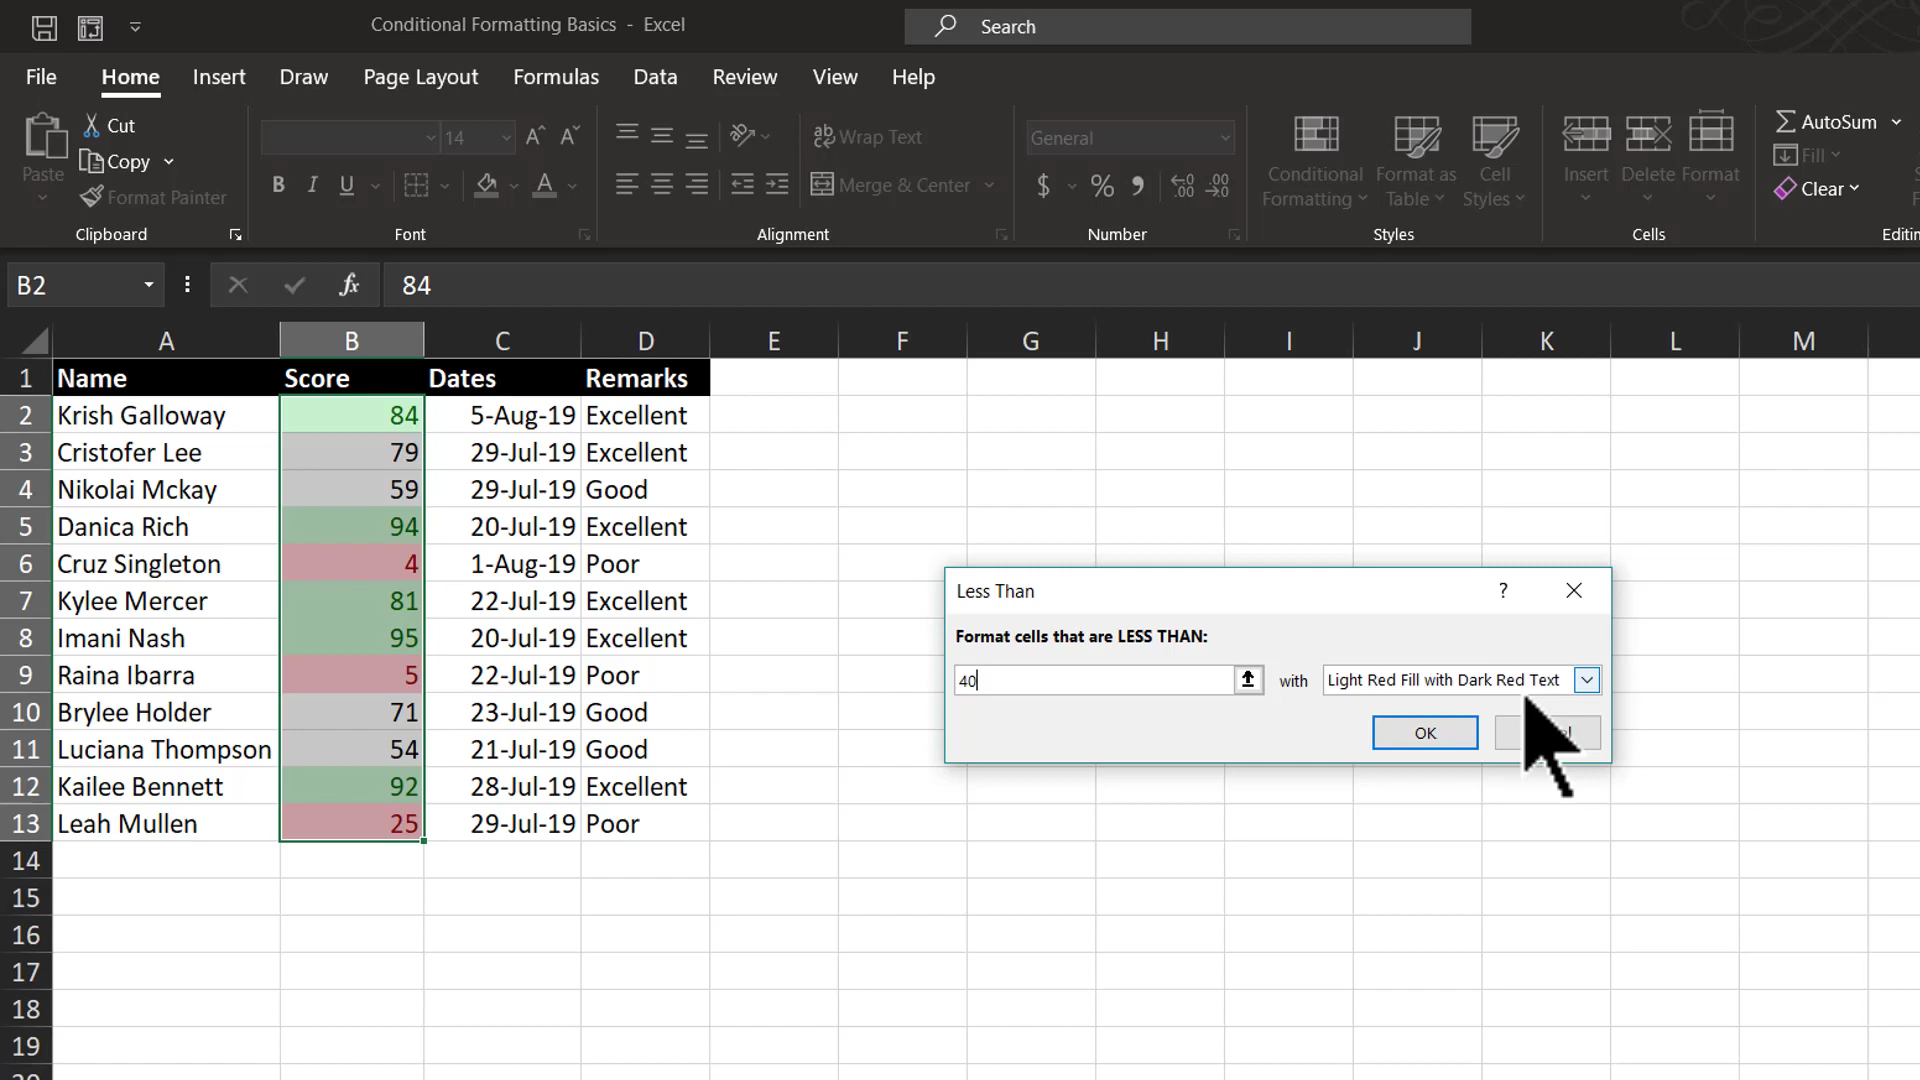 Conditional Formatting Basics - Excel
Search
File Home Insert Draw Page Layout Formulas Data Review View Help
Paste
Cut
Copy
Format Painter
Clipboard
14
B I U
Font
Wrap Text
Merge & Center
Alignment
General
$ % ,
Number
Conditional Formatting
Format as Table
Cell Styles
Styles
Insert Delete Format
Cells
AutoSum
Fill
Clear
B2 fx 84
A B C D E F G H I J K L M
1 Name Score Dates Remarks
2 Krish Galloway 84 5-Aug-19 Excellent
3 Cristofer Lee 79 29-Jul-19 Excellent
4 Nikolai Mckay 59 29-Jul-19 Good
5 Danica Rich 94 20-Jul-19 Excellent
6 Cruz Singleton 4 1-Aug-19 Poor
7 Kylee Mercer 81 22-Jul-19 Excellent
8 Imani Nash 95 20-Jul-19 Excellent
9 Raina Ibarra 5 22-Jul-19 Poor
10 Brylee Holder 71 23-Jul-19 Good
11 Luciana Thompson 54 21-Jul-19 Good
12 Kailee Bennett 92 28-Jul-19 Excellent
13 Leah Mullen 25 29-Jul-19 Poor
14
15
16
17
18
19
Less Than ?
Format cells that are LESS THAN:
40 with Light Red Fill with Dark Red Text
OK